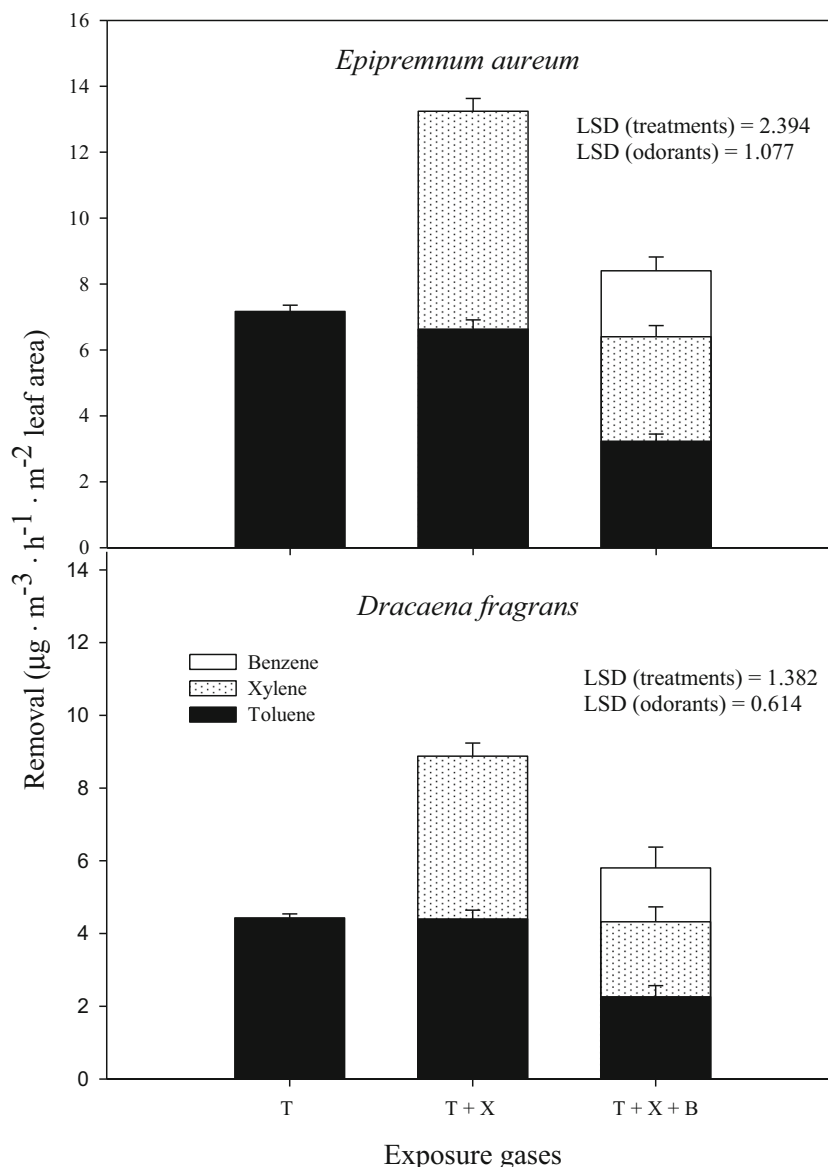 16
Epipremnum aureum
14
LSD (treatments) = 2.394
LSD (odorants) = 1.077
12
10
8
6
4
2
0
Removal (µg · m⁻³ · h⁻¹ · m⁻² leaf area)
14
Dracaena fragrans
12
Benzene
Xylene
Toluene
LSD (treatments) = 1.382
LSD (odorants) = 0.614
10
8
6
4
2
0
T
T + X
T + X + B
Exposure gases